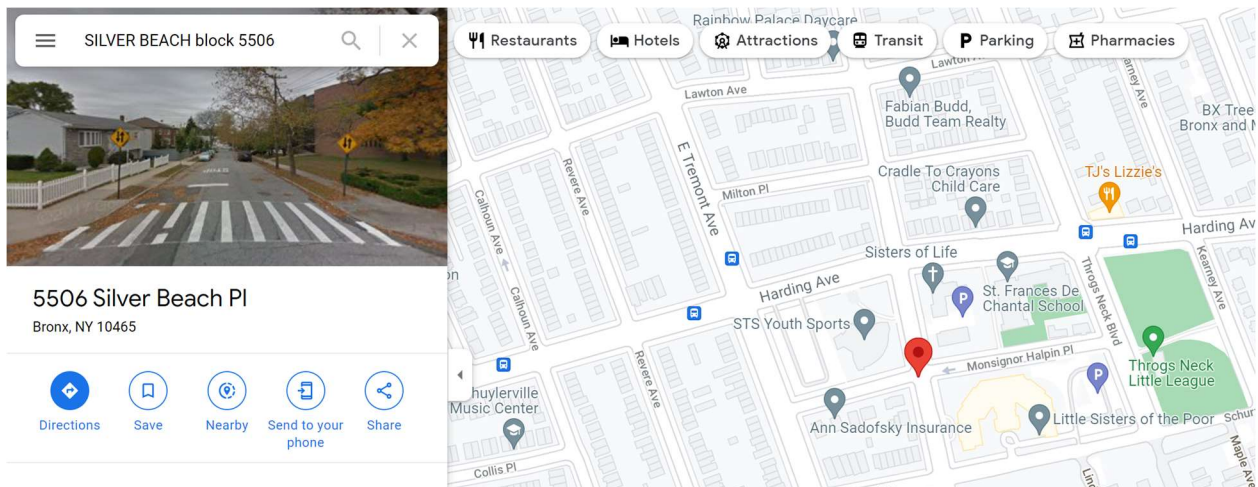 SILVER BEACH block 5506
5506 Silver Beach Pl
Bronx, NY 10465
Directions
Save
Nearby
Send to your
phone
Share
Restaurants
Hotels
Attractions
Transit
Parking
Pharmacies
Rainbow Palace Daycare
Lawton Ave
Lawton
Fabian Budd,
Budd Team Realty
BX Tree
Bronx and
E Tremont Ave
Revere Ave
Calhoun Ave
Milton Pl
Cradle To Crayons
Child Care
TJ's Lizzie's
Harding Av
Sisters of Life
St. Frances De
Chantal School
P
Throgs Neck Blvd
Kearney Ave
Harding Ave
Calhoun Ave
STS Youth Sports
Monsignor Halpin Pl
Throgs Neck
Little League
P
Revere Ave
huylerville
Music Center
Ann Sadofsky Insurance
Little Sisters of the Poor
Schur
Maple Ave
Collis Pl